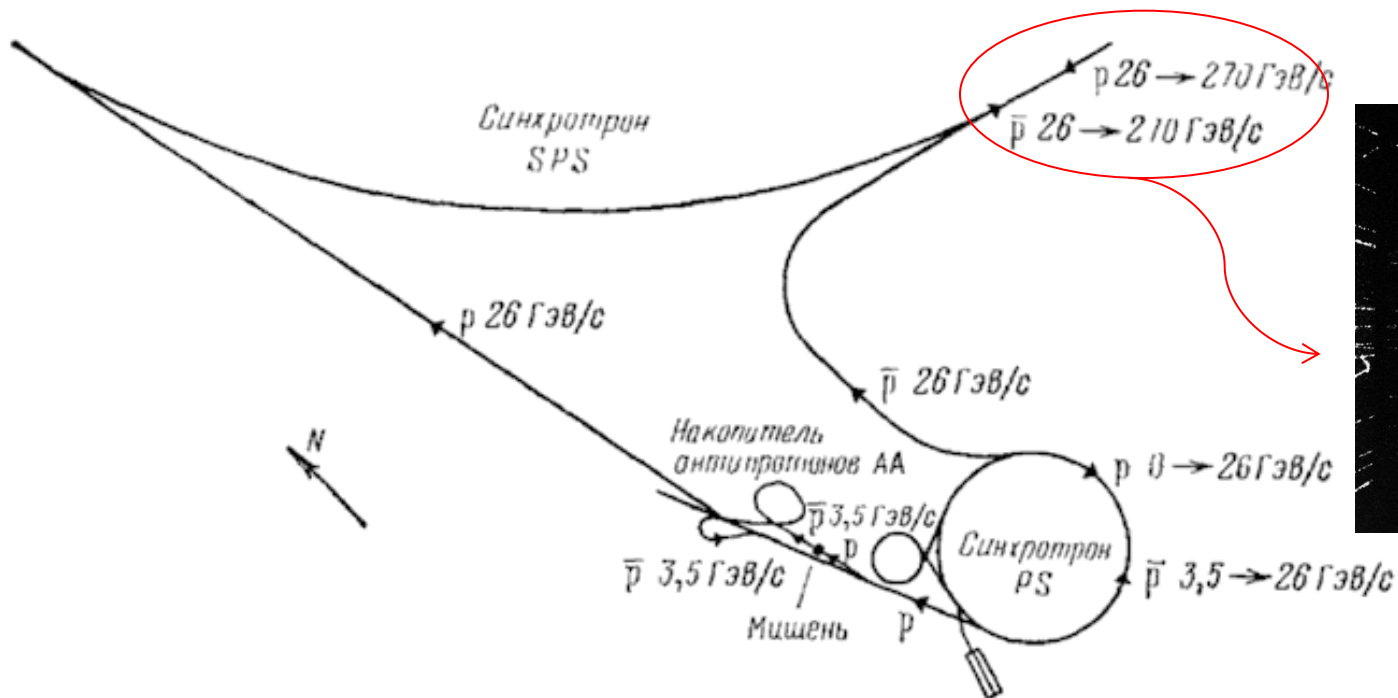 p 26 → 270 ГэВ/с
p̄ 26 → 270 ГэВ/с
Синхротрон
SPS
p 26 ГэВ/с
p̄ 26 ГэВ/с
N
Накопитель
антипротонов АА
p̄ 3,5 ГэВ/с
p
p̄ 3,5 ГэВ/с
Мишень
p
Синхротрон
PS
p 0 → 26 ГэВ/с
p̄ 3,5 → 26 ГэВ/с